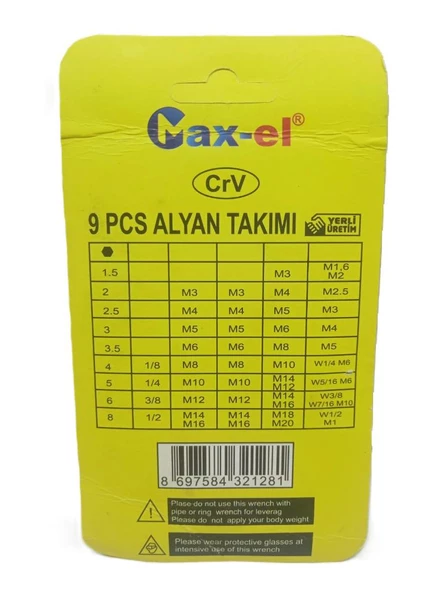 Max-el®
CrV
9 PCS ALYAN TAKIMI YERLİ ÜRETİM
1.5 M3 M1,6 M2
2 M3 M3 M4 M2.5
2.5 M4 M4 M5 M3
3 M5 M5 M6 M4
3.5 M6 M6 M8 M5
4 1/8 M8 M8 M10 W1/4 M6
5 1/4 M10 M10 M14 M12 W5/16 M6
6 3/8 M12 M12 M14 M16 W3/8 W7/16 M10
8 1/2 M14 M16 M14 M16 M18 M20 W1/2 M1
8 697584 321281
Plase do not use this wrench with
pipe or ring wrench for leverag
Please do not apply your body weight
Please wear protective glasses at
intensive use of this wrench